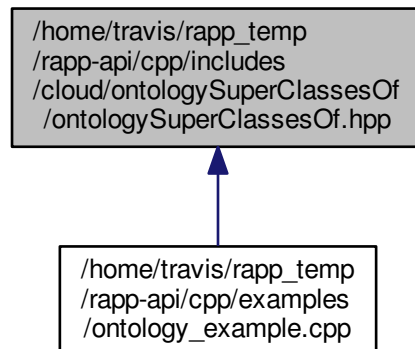 /home/travis/rapp_temp
/rapp-api/cpp/includes
/cloud/ontologySuperClassesOf
/ontologySuperClassesOf.hpp
/home/travis/rapp_temp
/rapp-api/cpp/examples
/ontology_example.cpp